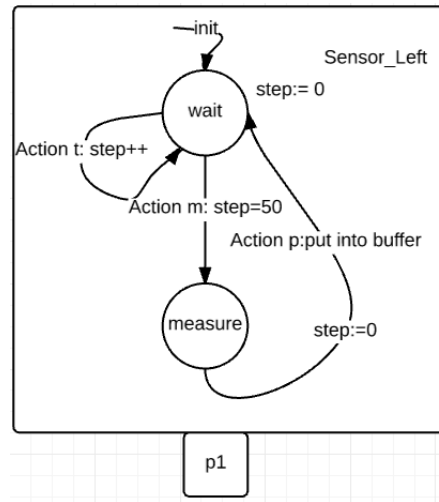 init
Sensor_Left
step:= 0
wait
Action t: step++
Action m: step=50
Action p:put into buffer
measure
step:=0
p1